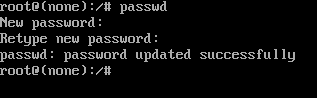 root@(none):/# passwd
New password:
Retype new password:
passwd: password updated successfully
root@(none):/#